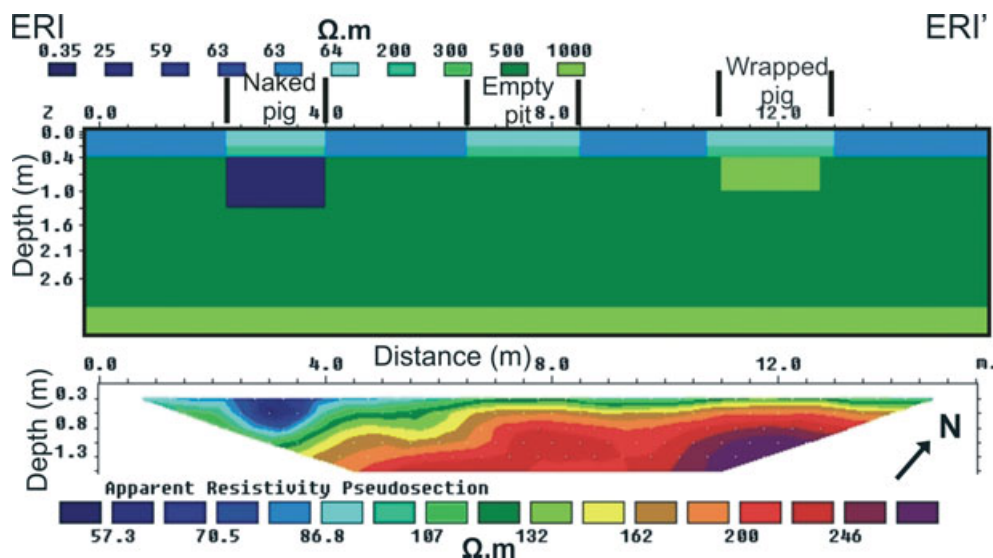 ERI Ω.m ERI’
0.35 25 59 63 63 64 200 300 500 1000
Naked pig Empty pit Wrapped pig
Z 0.0 4.0 8.0 12.0
Depth (m)
0.0
0.4
1.0
1.6
2.1
2.6
0.0 4.0 Distance (m) 8.0 12.0 m.
Depth (m)
0.3
0.8
1.3
N
Apparent Resistivity Pseudosection
57.3 70.5 86.8 107 132 162 200 246
Ω.m